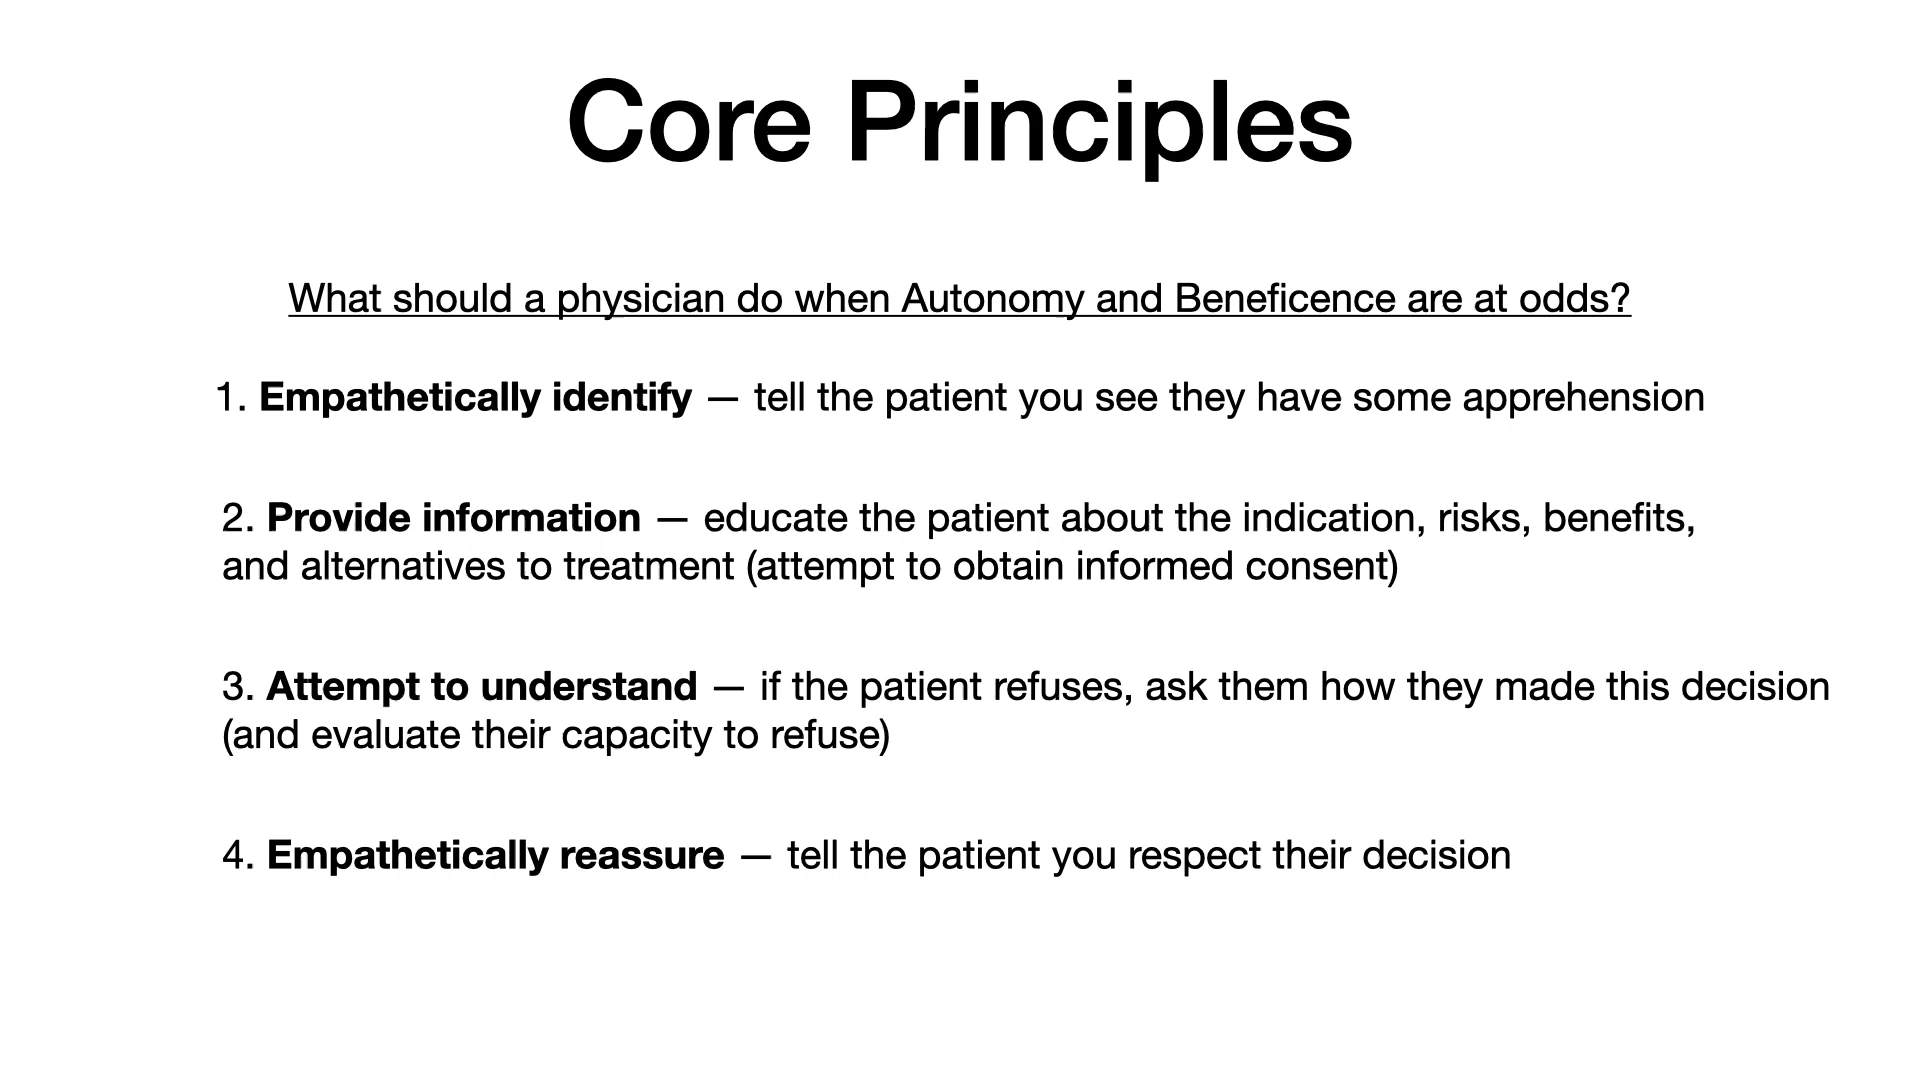 Core Principles
What should a physician do when Autonomy and Beneficence are at odds?
1. Empathetically identify — tell the patient you see they have some apprehension
2. Provide information — educate the patient about the indication, risks, benefits,
and alternatives to treatment (attempt to obtain informed consent)
3. Attempt to understand — if the patient refuses, ask them how they made this decision
(and evaluate their capacity to refuse)
4. Empathetically reassure — tell the patient you respect their decision